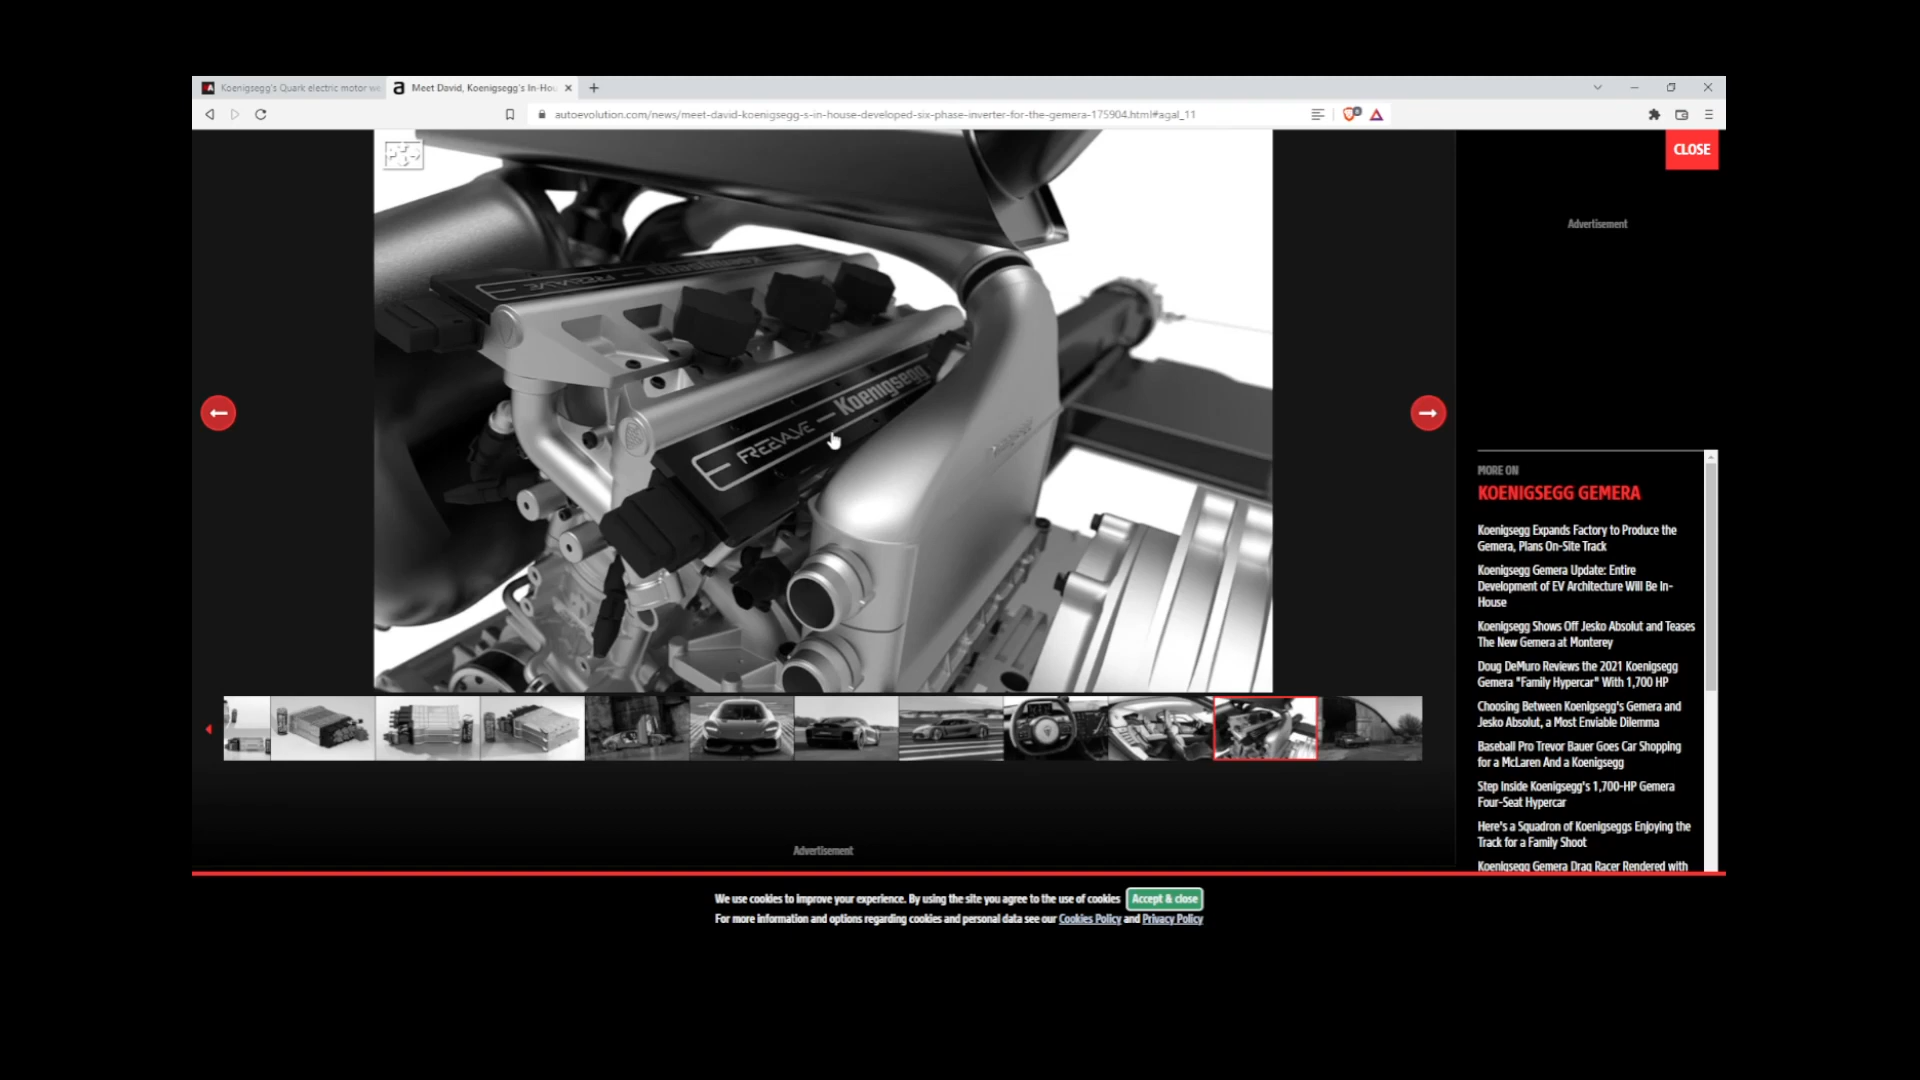 Koenigsegg's Quark electric motor we
Meet David, Koenigsegg's In-Hou
autoevolution.com/news/meet-david-koenigsegg-s-in-house-developed-six-phase-inverter-for-the-gemera-175904.html#agal_11
CLOSE
Advertisement
FREEVALVE
Koenigsegg
FREEVALVE Koenigsegg
MORE ON
KOENIGSEGG GEMERA
Koenigsegg Expands Factory to Produce the
Gemera, Plans On-Site Track
Koenigsegg Gemera Update: Entire
Development of EV Architecture Will Be In-
House
Koenigsegg Shows Off Jesko Absolut and Teases
The New Gemera at Monterey
Doug DeMuro Reviews the 2021 Koenigsegg
Gemera "Family Hypercar" With 1,700 HP
Choosing Between Koenigsegg's Gemera and
Jesko Absolut, a Most Enviable Dilemma
Baseball Pro Trevor Bauer Goes Car Shopping
for a McLaren And a Koenigsegg
Step Inside Koenigsegg's 1,700-HP Gemera
Four-Seat Hypercar
Here's a Squadron of Koenigseggs Enjoying the
Track for a Family Shoot
Koenigsegg Gemera Drag Racer Rendered with
Advertisement
We use cookies to improve your experience. By using the site you agree to the use of cookies Accept & close
For more information and options regarding cookies and personal data see our Cookies Policy and Privacy Policy